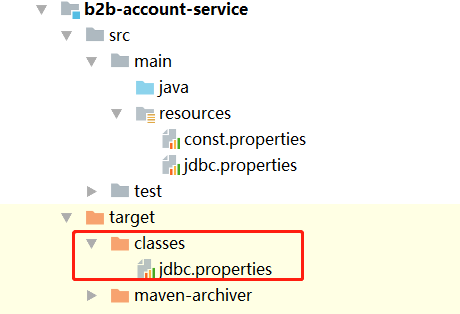 b2b-account-service
src
main
java
resources
const.properties
jdbc.properties
test
target
classes
jdbc.properties
maven-archiver